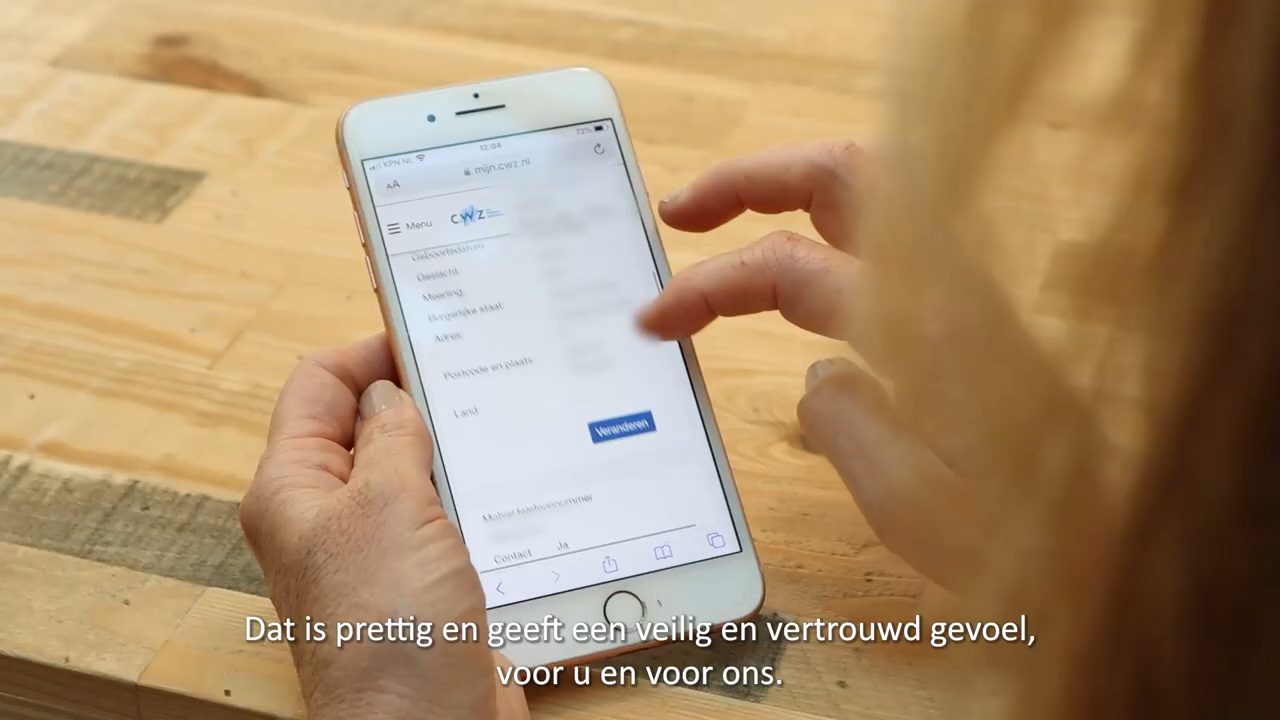 KPN NL
12:04
72%
AA
mijn.cwz.nl
Menu
CWZ
Geboortedatum
Geslacht
Meerling
Burgerlijke staat
Adres
Postcode en plaats
Land
Veranderen
Mobiel telefoonnummer
Contact Ja
Dat is prettig en geeft een veilig en vertrouwd gevoel,
voor u en voor ons.